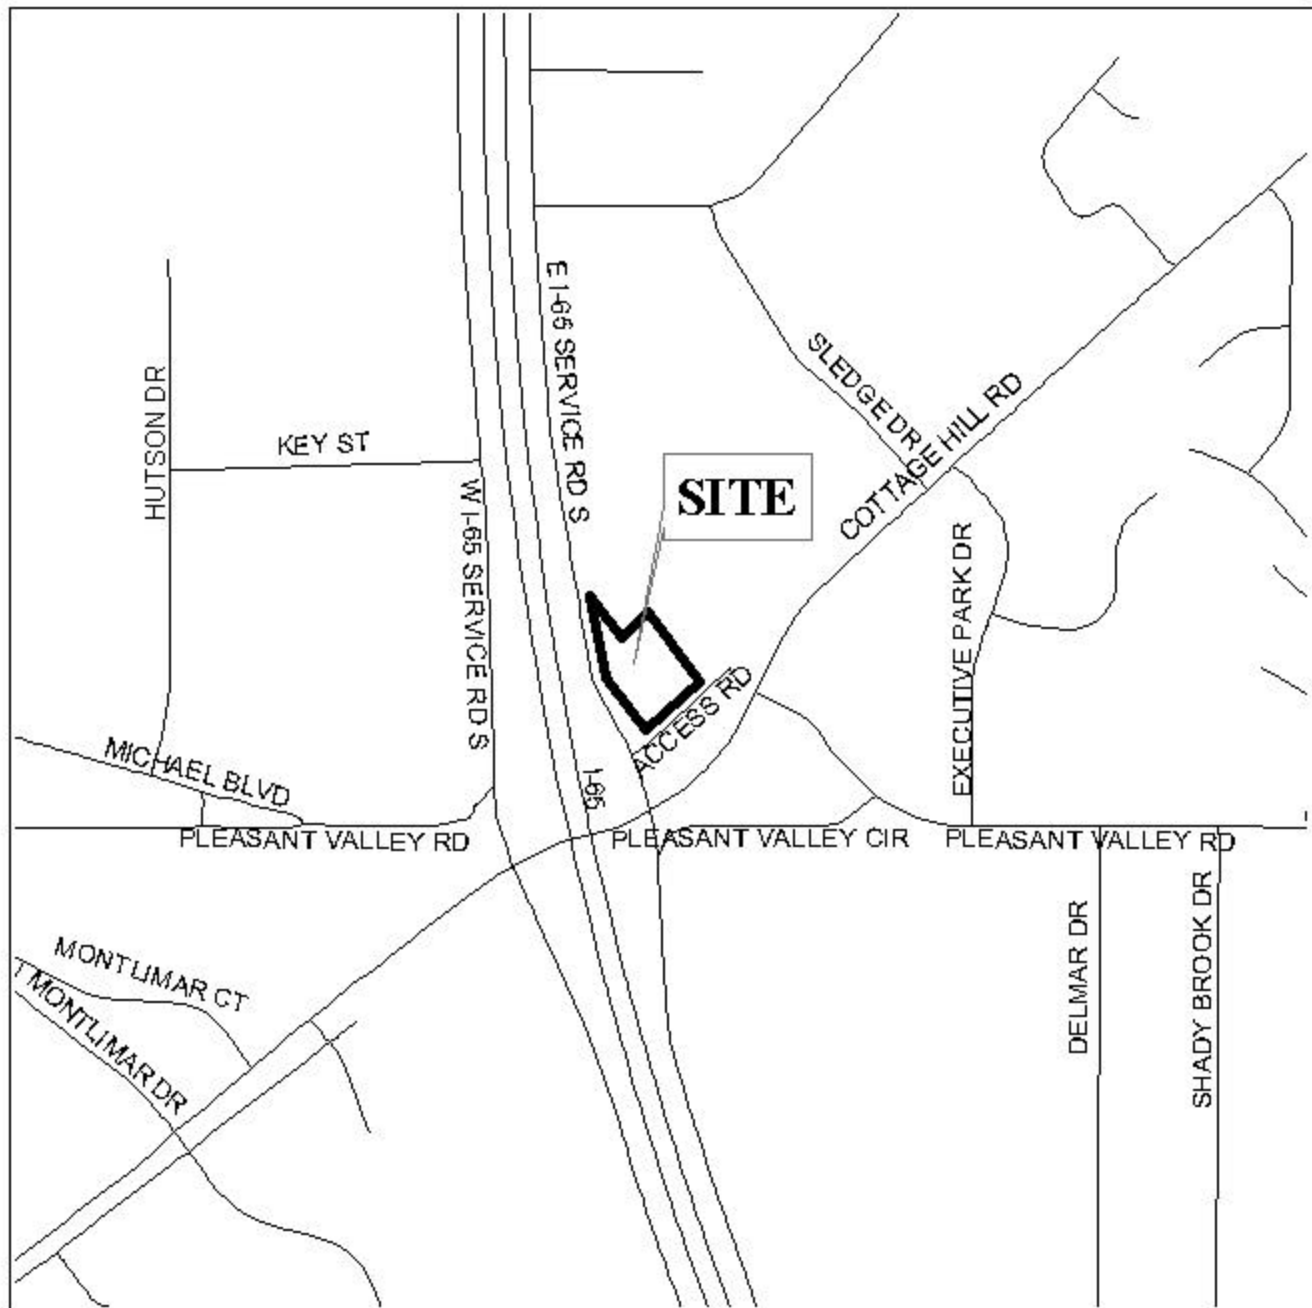 E I-65 SERVICE RD S
SLEDGE DR
COTTAGE HILL RD
HUTSON DR
KEY ST
W I-65 SERVICE RD S
SITE
EXECUTIVE PARK DR
ACCESS RD
MICHAEL BLVD
I-65
PLEASANT VALLEY RD
PLEASANT VALLEY CIR
PLEASANT VALLEY RD
MONTLIMAR CT
MONTLIMAR DR
DELMAR DR
SHADY BROOK DR